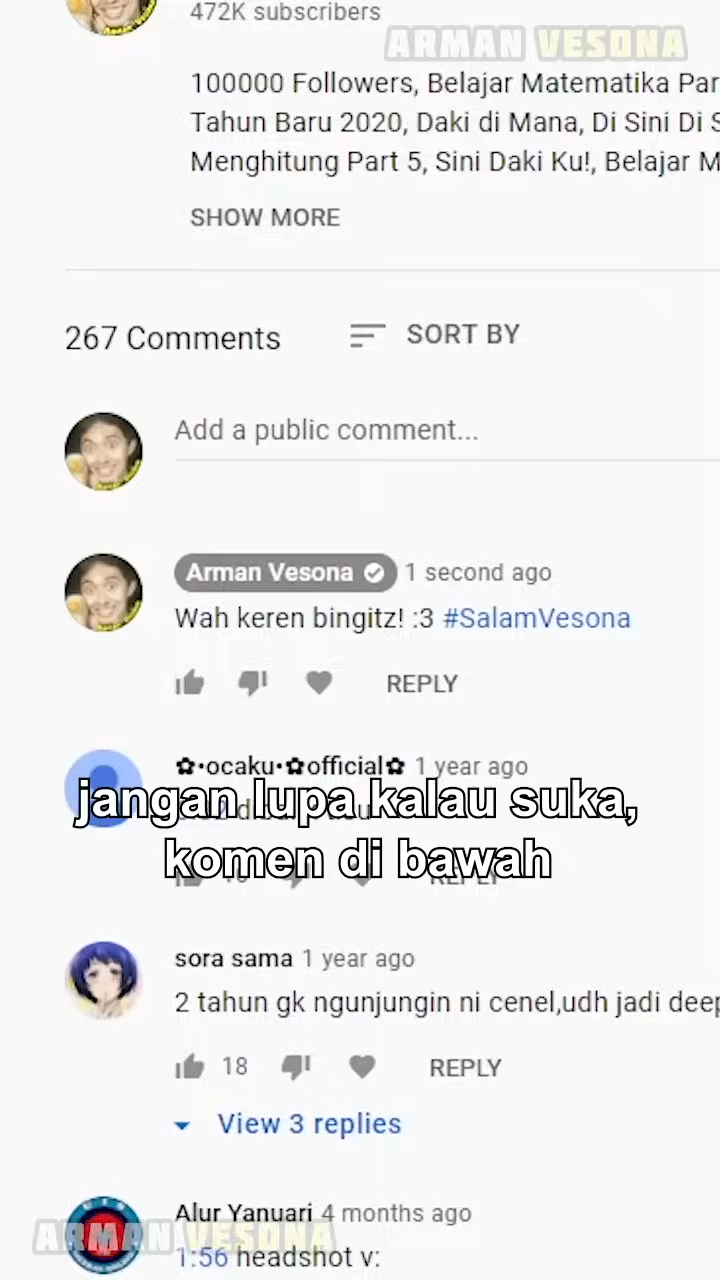 472K subscribers
ARMAN VESONA
100000 Followers, Belajar Matematika Par
Tahun Baru 2020, Daki di Mana, Di Sini Di S
Menghitung Part 5, Sini Daki Ku!, Belajar M
SHOW MORE
267 Comments
SORT BY
Add a public comment...
Arman Vesona 1 second ago
Wah keren bingitz! :3 #SalamVesona
REPLY
✿•ocaku•✿official✿ 1 year ago
jangan lupa kalau suka,
komen di bawah
REPLY
sora sama 1 year ago
2 tahun gk ngunjungin ni cenel,udh jadi deep
18 REPLY
View 3 replies
Alur Yanuari 4 months ago
ARMAN VESONA
1:56 headshot v: